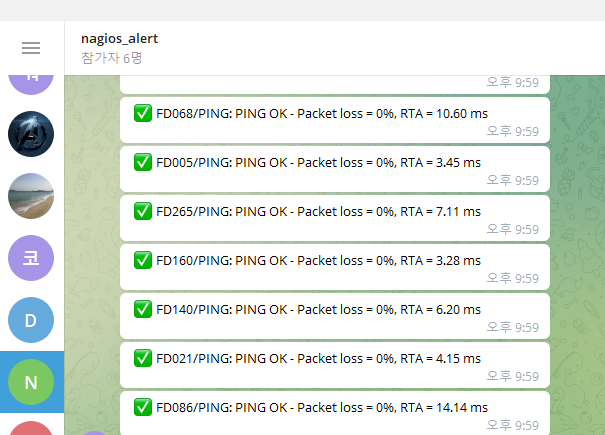 nagios_alert
참가자 6명
오후 9:59
✅ FD068/PING: PING OK - Packet loss = 0%, RTA = 10.60 ms
오후 9:59
✅ FD005/PING: PING OK - Packet loss = 0%, RTA = 3.45 ms
오후 9:59
✅ FD265/PING: PING OK - Packet loss = 0%, RTA = 7.11 ms
오후 9:59
코
✅ FD160/PING: PING OK - Packet loss = 0%, RTA = 3.28 ms
오후 9:59
D
✅ FD140/PING: PING OK - Packet loss = 0%, RTA = 6.20 ms
오후 9:59
N
✅ FD021/PING: PING OK - Packet loss = 0%, RTA = 4.15 ms
오후 9:59
✅ FD086/PING: PING OK - Packet loss = 0%, RTA = 14.14 ms
오후 9:59